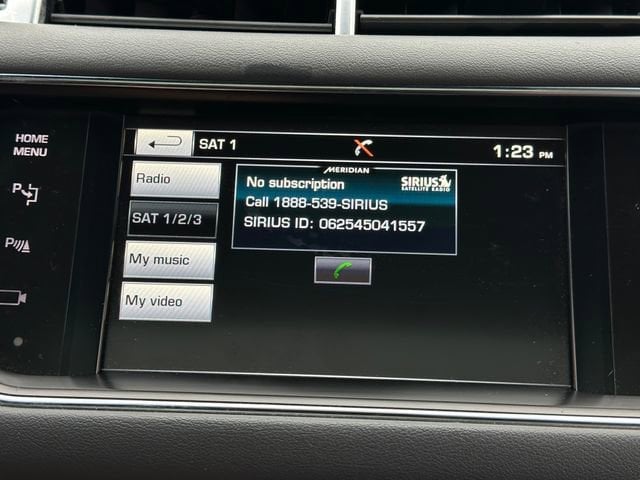 HOME
MENU
SAT 1
1:23 PM
MERIDIAN
Radio
No subscription
SIRIUS
SATELLITE RADIO
Call 1888-539-SIRIUS
SAT 1/2/3
SIRIUS ID: 062545041557
P
P
My music
My video